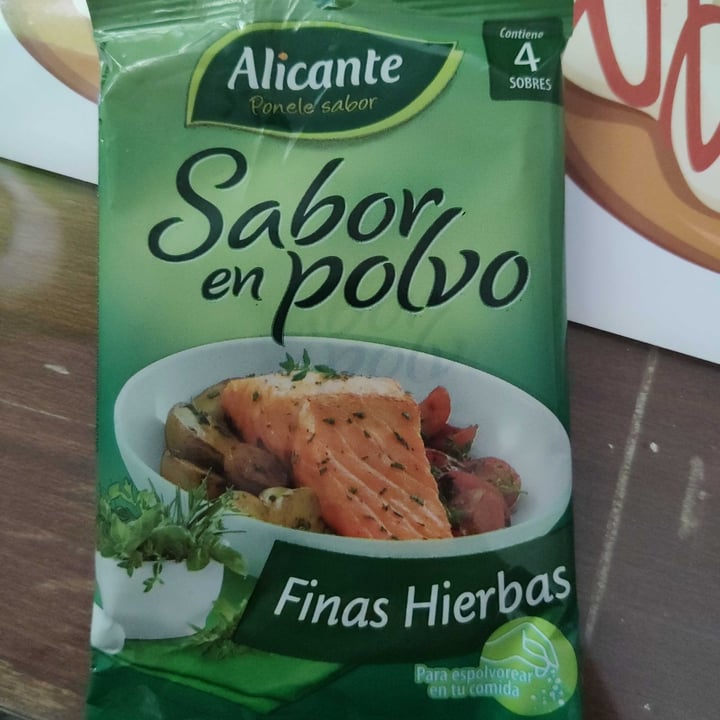 Alicante
Ponele sabor
Contiene
4
SOBRES
Sabor
en polvo
Finas Hierbas
Para espolvorear
en tu comida